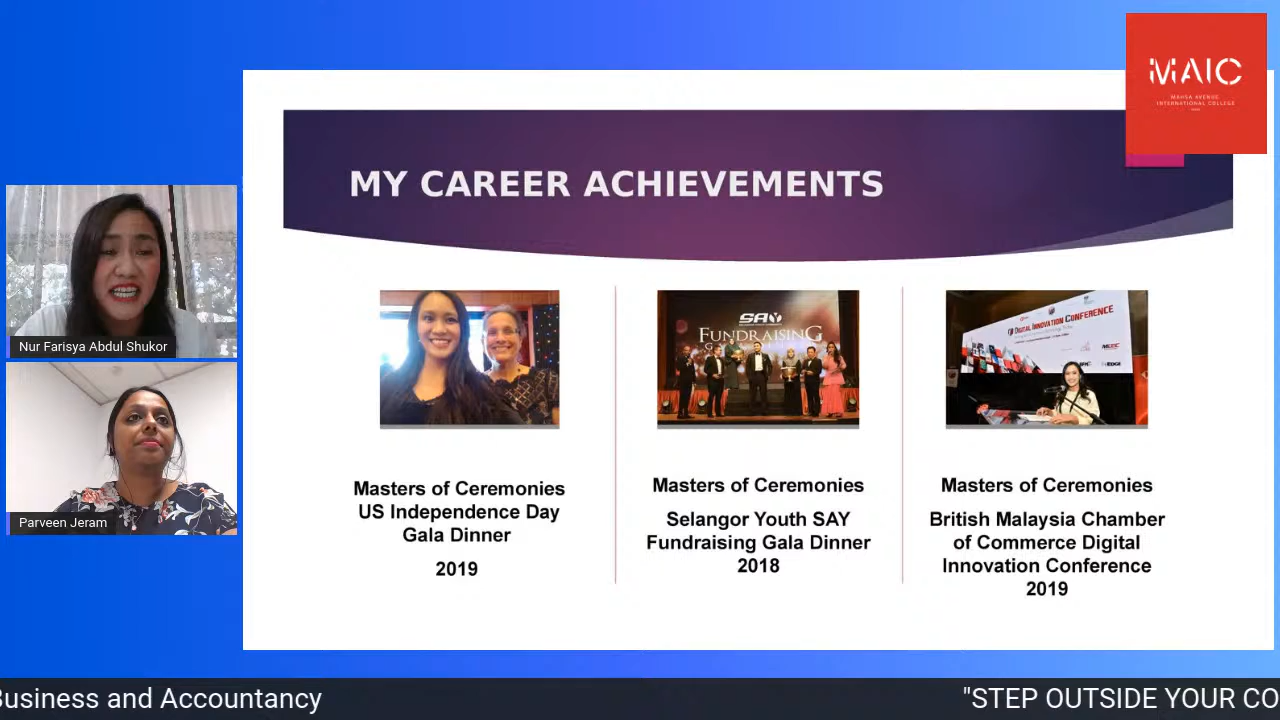 MAIC
MAHSA AVENUE
INTERNATIONAL COLLEGE
MY CAREER ACHIEVEMENTS
Nur Farisya Abdul Shukor
Parveen Jeram
SAY
FUNDRAISING
DIGITAL INNOVATION CONFERENCE
Masters of Ceremonies
US Independence Day
Gala Dinner
2019
Masters of Ceremonies
Selangor Youth SAY
Fundraising Gala Dinner
2018
Masters of Ceremonies
British Malaysia Chamber
of Commerce Digital
Innovation Conference
2019
Business and Accountancy
"STEP OUTSIDE YOUR CO